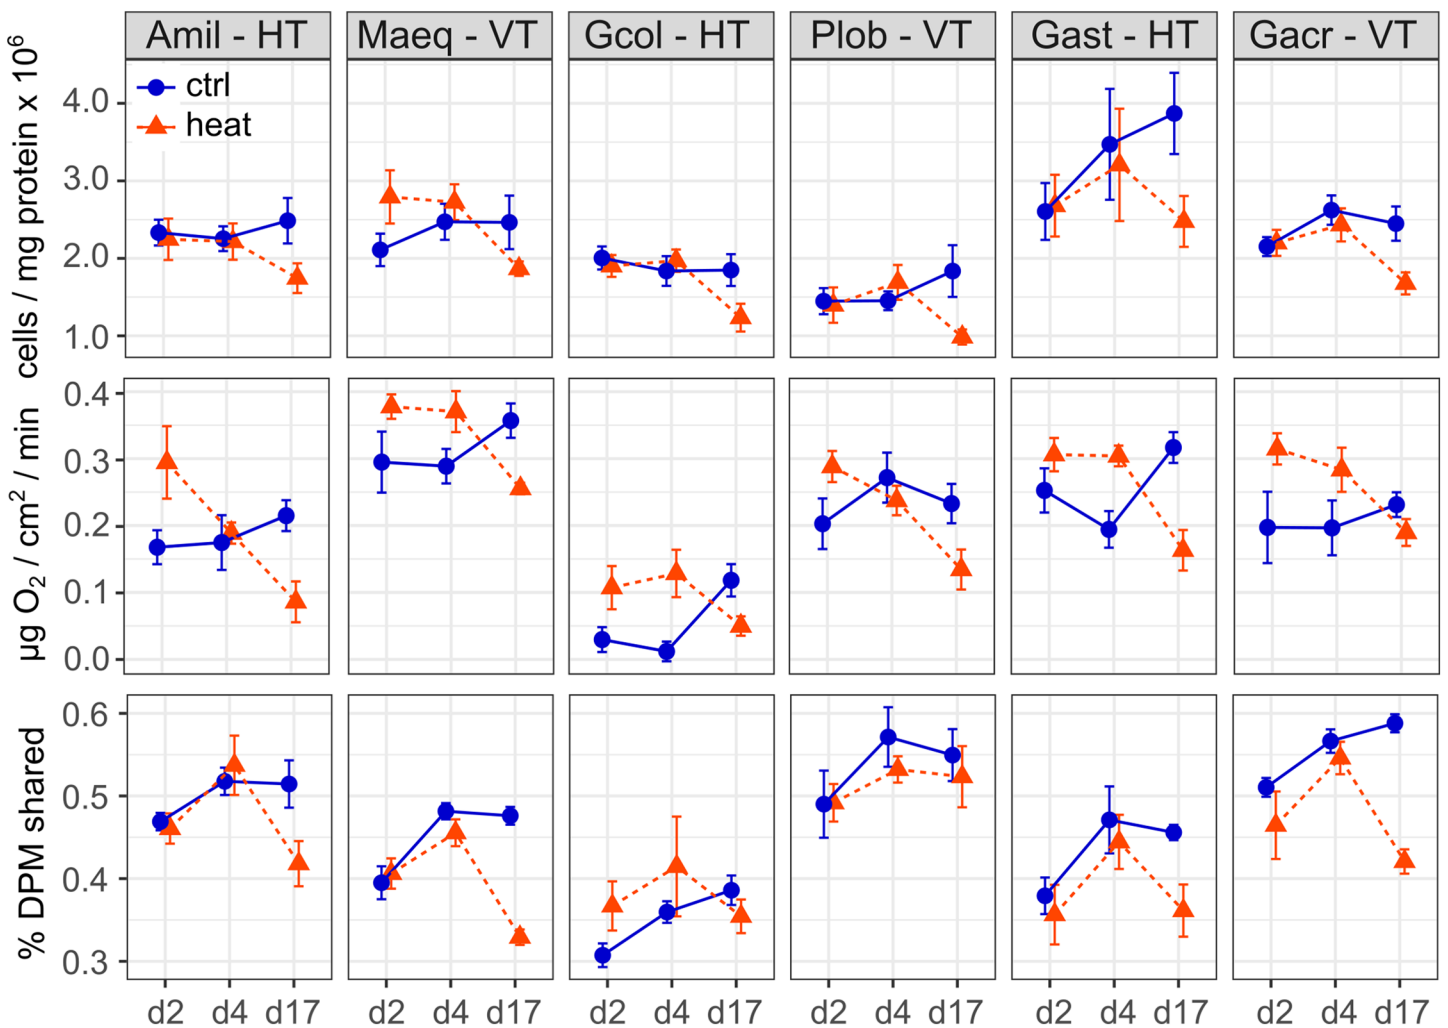 Amil - HT
Maeq - VT
Gcol - HT
Plob - VT
Gast - HT
Gacr - VT
ctrl
heat
cells / mg protein x 10⁶
4.0
3.0
2.0
1.0
µg O₂ / cm² / min
0.4
0.3
0.2
0.1
0.0
% DPM shared
0.6
0.5
0.4
0.3
d2 d4 d17
d2 d4 d17
d2 d4 d17
d2 d4 d17
d2 d4 d17
d2 d4 d17